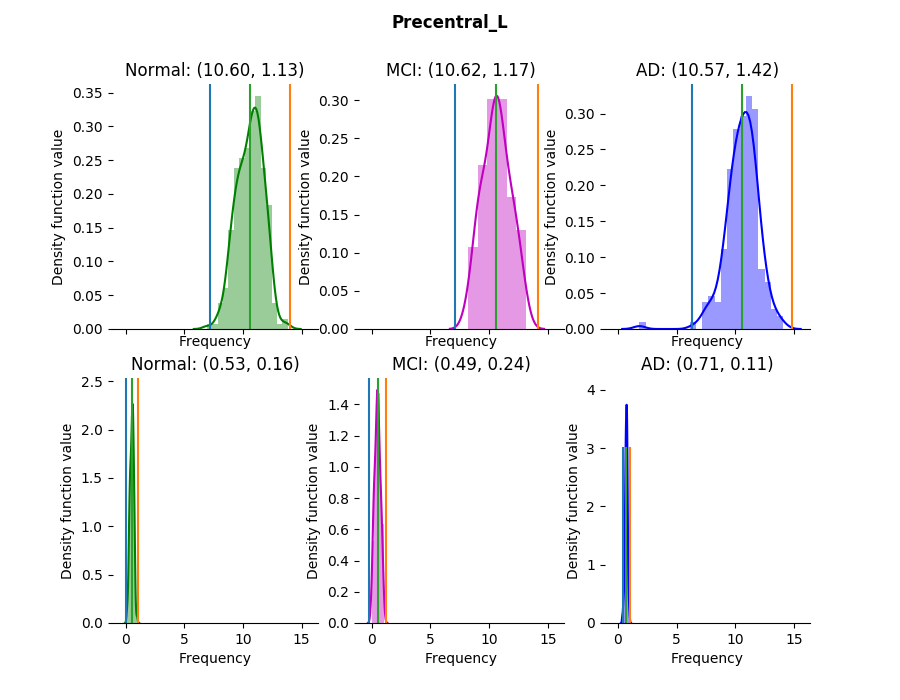 Precentral_L
Normal: (10.60, 1.13)
MCI: (10.62, 1.17)
AD: (10.57, 1.42)
Density function value
0.35
0.30
0.25
0.20
0.15
0.10
0.05
0.00
Frequency
Density function value
0.30
0.25
0.20
0.15
0.10
0.05
0.00
Frequency
Density function value
0.30
0.25
0.20
0.15
0.10
0.05
0.00
Frequency
Normal: (0.53, 0.16)
MCI: (0.49, 0.24)
AD: (0.71, 0.11)
Density function value
2.5
2.0
1.5
1.0
0.5
0.0
0 5 10 15
Frequency
Density function value
1.4
1.2
1.0
0.8
0.6
0.4
0.2
0.0
0 5 10 15
Frequency
Density function value
4
3
2
1
0
0 5 10 15
Frequency